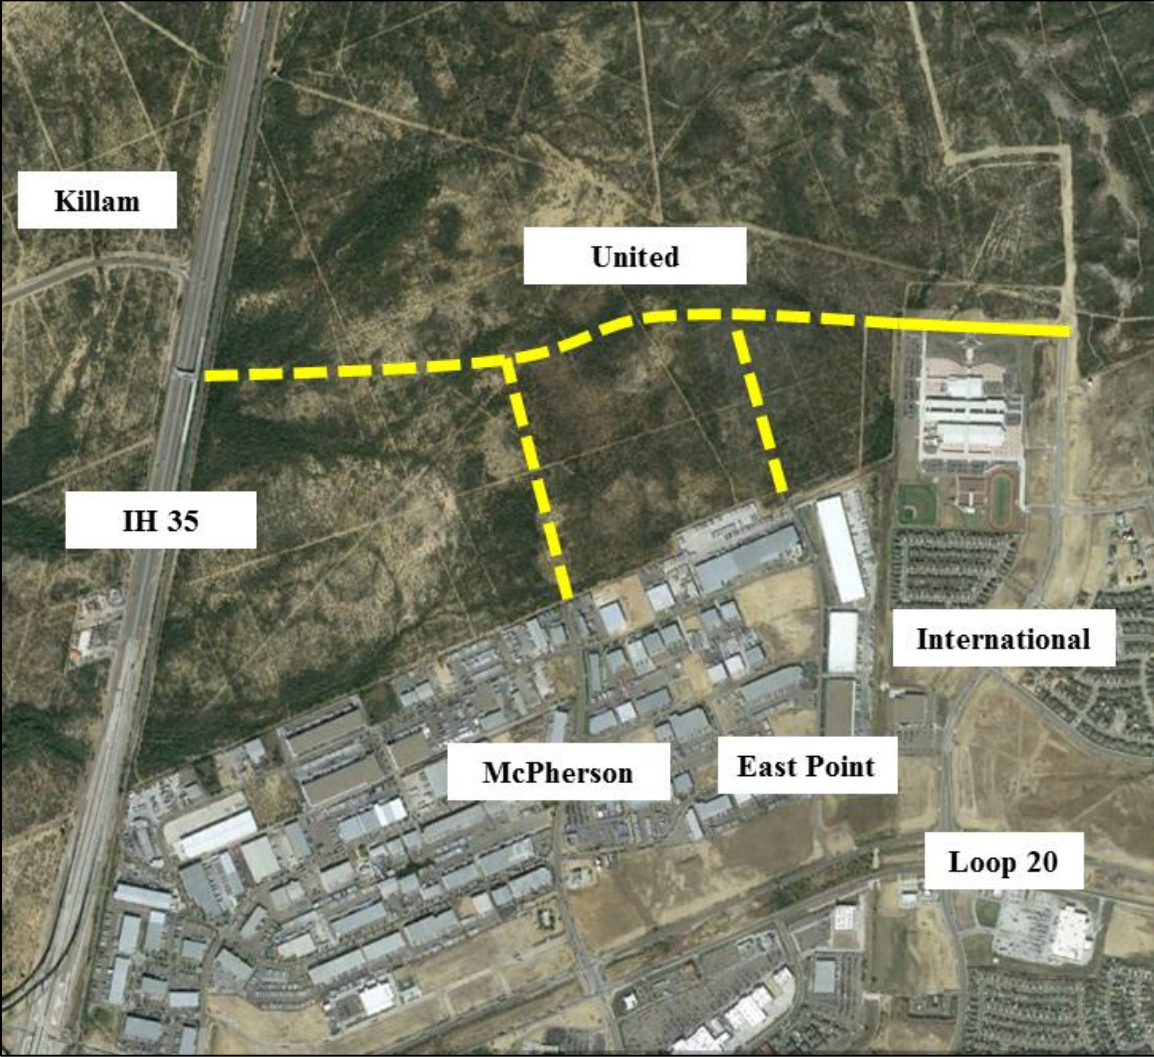 Killam
United
IH 35
International
McPherson
East Point
Loop 20